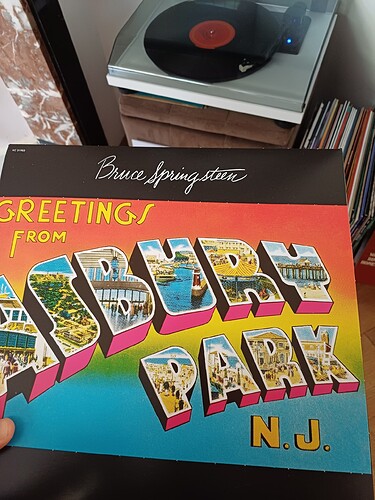 Bruce Springsteen
GREETINGS
FROM
ASBURY
PARK
N.J.